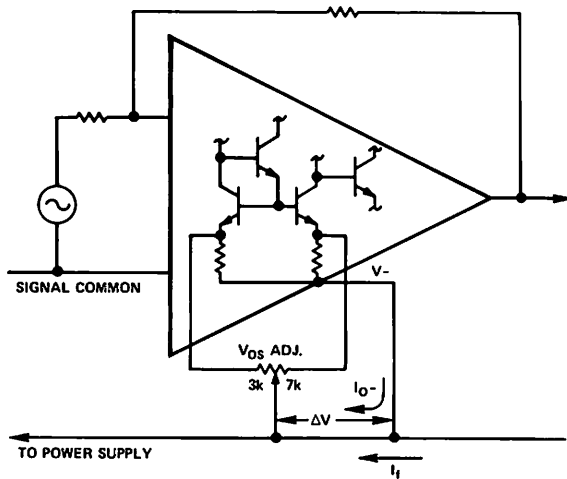 SIGNAL COMMON
V-
VOS ADJ.
3k 7k
IO-
ΔV
TO POWER SUPPLY
If